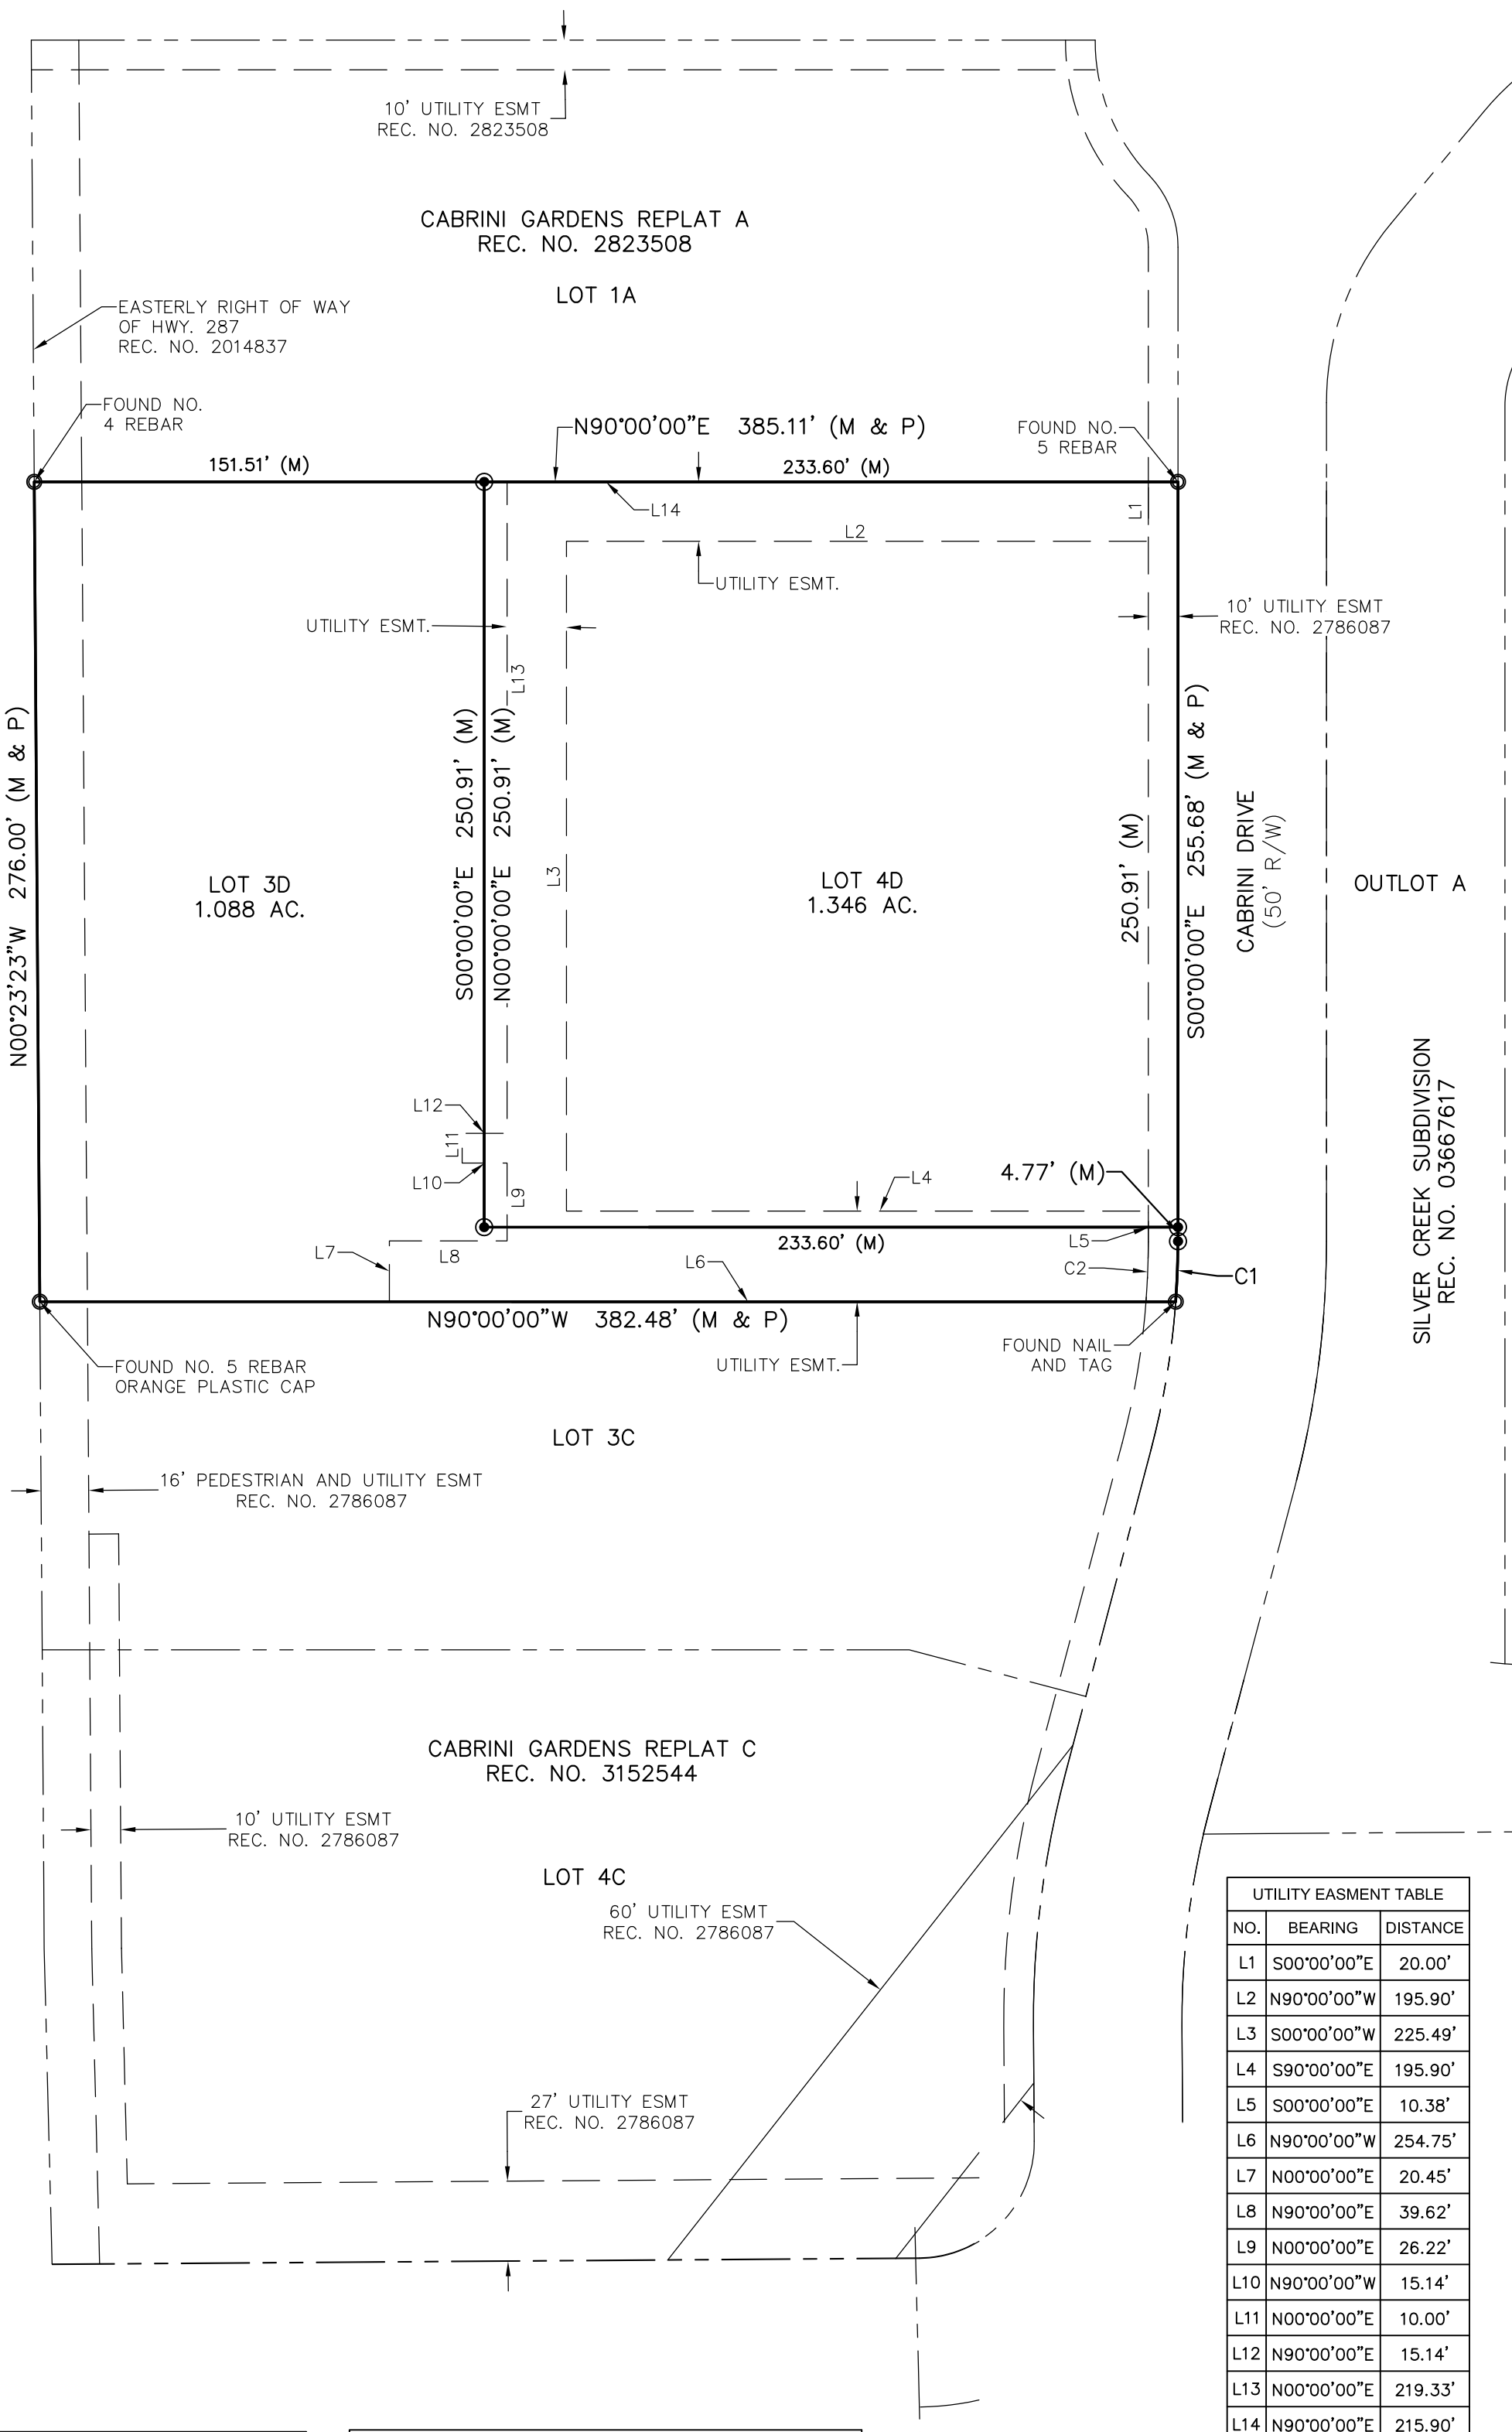 10' UTILITY ESMT
REC. NO. 2823508
CABRINI GARDENS REPLAT A
REC. NO. 2823508
LOT 1A
EASTERLY RIGHT OF WAY
OF HWY. 287
REC. NO. 2014837
FOUND NO.
4 REBAR
N90°00'00"E 385.11' (M & P)
FOUND NO.
5 REBAR
151.51' (M)
233.60' (M)
L14
L1
L2
UTILITY ESMT.
UTILITY ESMT.
10' UTILITY ESMT
REC. NO. 2786087
L13
N00°23'23"W 276.00' (M & P)
S00°00'00"E 250.91' (M)
N00°00'00"E 250.91' (M)
L3
LOT 3D
1.088 AC.
LOT 4D
1.346 AC.
250.91' (M)
S00°00'00"E 255.68' (M & P)
CABRINI DRIVE
(50' R/W)
OUTLOT A
SILVER CREEK SUBDIVISION
REC. NO. 03667617
L12
L11
L10
L9
L4
4.77' (M)
L7
L8
233.60' (M)
L5
L6
C2
C1
N90°00'00"W 382.48' (M & P)
FOUND NO. 5 REBAR
ORANGE PLASTIC CAP
UTILITY ESMT.
FOUND NAIL
AND TAG
LOT 3C
16' PEDESTRIAN AND UTILITY ESMT
REC. NO. 2786087
CABRINI GARDENS REPLAT C
REC. NO. 3152544
10' UTILITY ESMT
REC. NO. 2786087
LOT 4C
60' UTILITY ESMT
REC. NO. 2786087
27' UTILITY ESMT
REC. NO. 2786087
UTILITY EASMENT TABLE
NO. BEARING DISTANCE
L1 S00°00'00"E 20.00'
L2 N90°00'00"W 195.90'
L3 S00°00'00"W 225.49'
L4 S90°00'00"E 195.90'
L5 S00°00'00"E 10.38'
L6 N90°00'00"W 254.75'
L7 N00°00'00"E 20.45'
L8 N90°00'00"E 39.62'
L9 N00°00'00"E 26.22'
L10 N90°00'00"W 15.14'
L11 N00°00'00"E 10.00'
L12 N90°00'00"E 15.14'
L13 N00°00'00"E 219.33'
L14 N90°00'00"E 215.90'